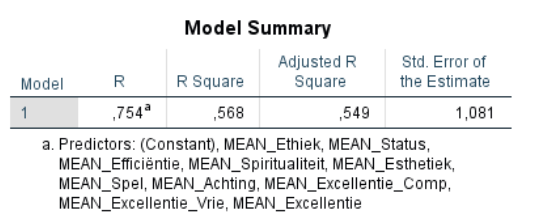 Model Summary
Model R R Square Adjusted R Square Std. Error of the Estimate
1 ,754a ,568 ,549 1,081
a. Predictors: (Constant), MEAN_Ethiek, MEAN_Status,
MEAN_Efficiëntie, MEAN_Spiritualiteit, MEAN_Esthetiek,
MEAN_Spel, MEAN_Achting, MEAN_Excellentie_Comp,
MEAN_Excellentie_Vrie, MEAN_Excellentie